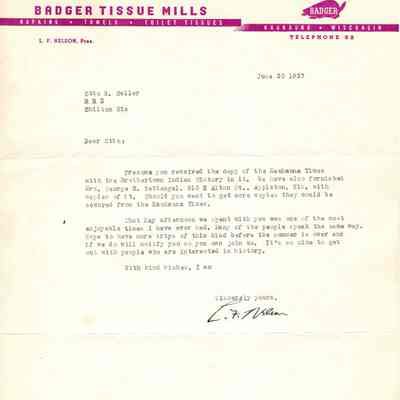 BADGER TISSUE MILLS
NAPKINS • TOWELS • TOILET TISSUES
BADGER
KAUKAUNA • WISCONSIN
L. F. NELSON, Pres.
TELEPHONE 88
June 20 1937
Otto R. Heller
R R 2
Chilton Wis
Dear Otto;
Presume you received the copy of the Kaukauna Times
with the Brothertown Indian History in it. We have also furnished
Mrs. George E. 210 E Alton St., Appleton, Wis. with
copies of it. Should you want to get more copies they could be
secured from the Kaukauna Times.
That May afternoon we spent with you was one of the most
enjoyable times I have ever had. Many of the people speak the same way.
Hope to have more trips of this kind before the summer is over and
if we do will notify you so you can join us. It's so nice to get
out with people who are interested in history.
With kind wishes, I am
Sincerely yours,
L. F. Nelson